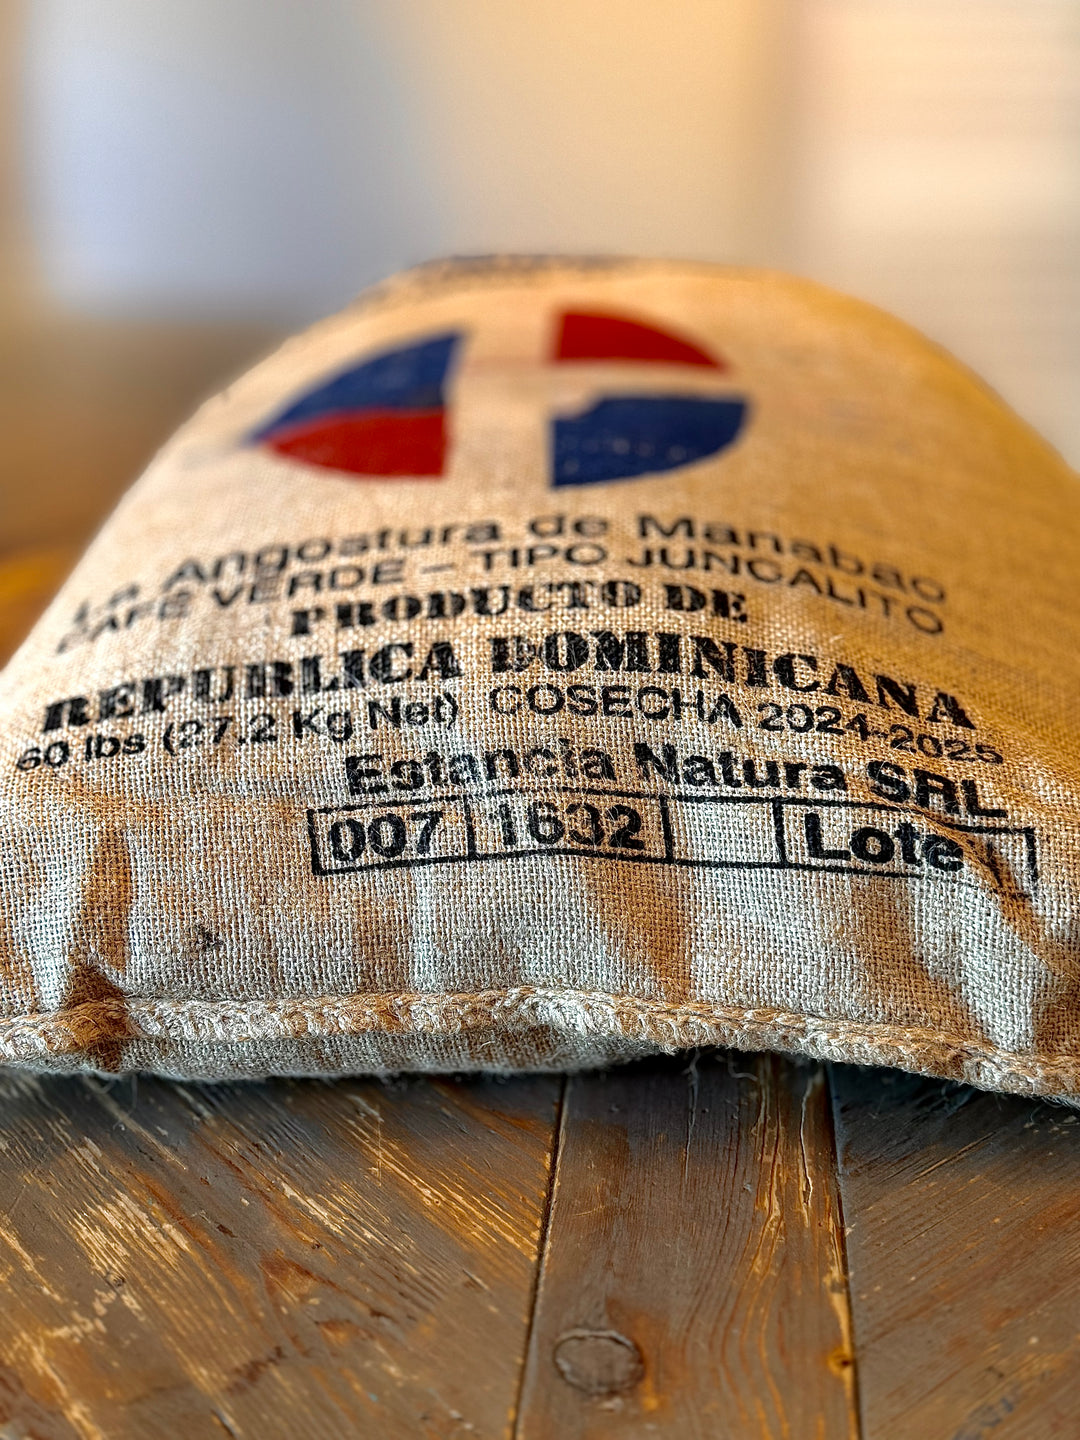 La Angostura de Manabao
CAFÉ VERDE – TIPO JUNCALITO
PRODUCTO DE
REPUBLICA DOMINICANA
60 lbs (27.2 Kg Net) COSECHA 2024-2025
Estancia Natura SRL
007 1632 Lote